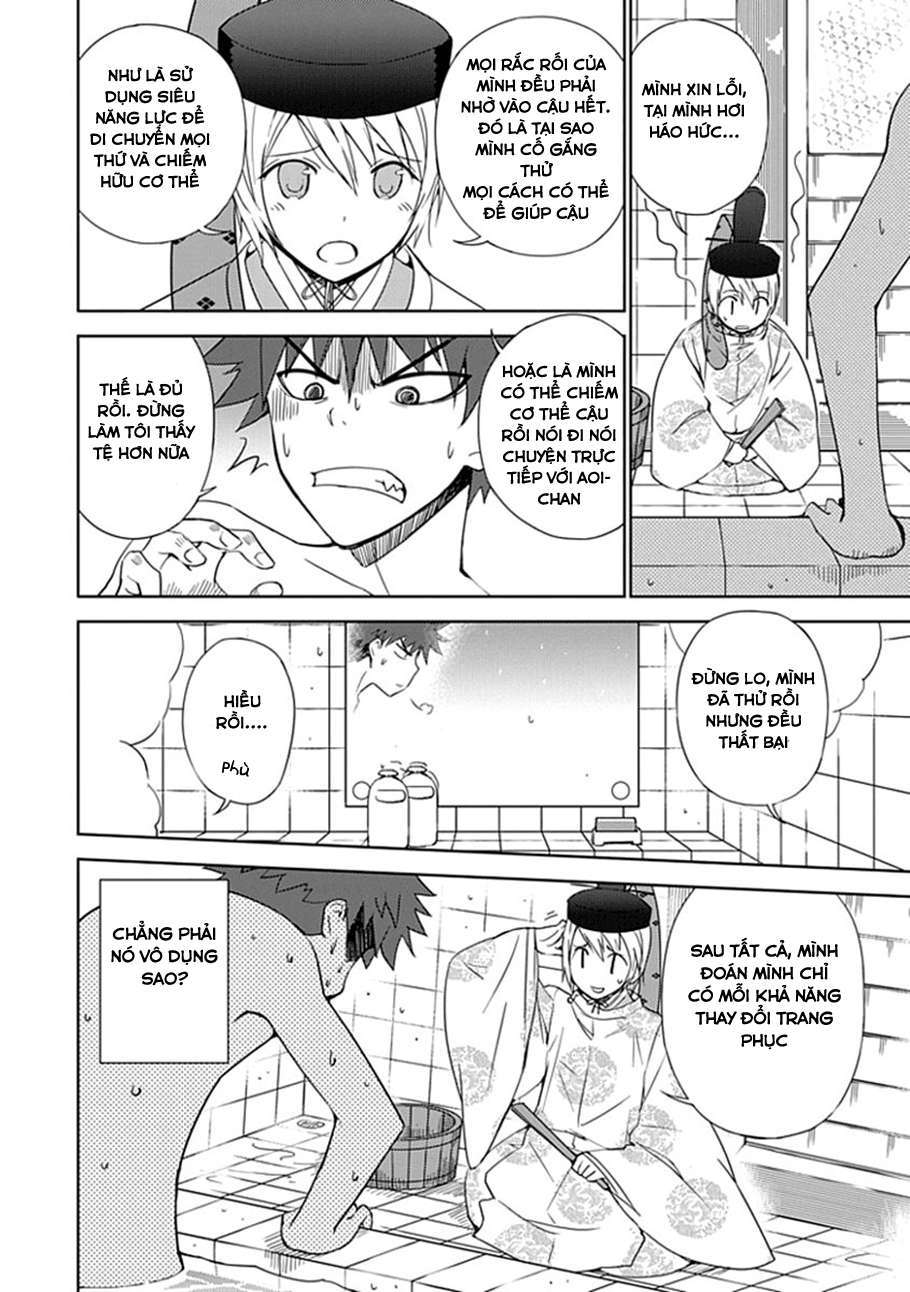 MÌNH XIN LỖI,
TẠI MÌNH HƠI
HÁO HỨC...
MỌI RẮC RỐI CỦA
MÌNH ĐỀU PHẢI
NHỜ VÀO CẬU HẾT.
ĐÓ LÀ TẠI SAO
MÌNH CỐ GẮNG
THỬ
MỌI CÁCH CÓ THỂ
ĐỂ GIÚP CẬU
NHƯ LÀ SỬ
DỤNG SIÊU
NĂNG LỰC ĐỂ
DI CHUYỂN MỌI
THỨ VÀ CHIẾM
HỮU CƠ THỂ
HOẶC LÀ MÌNH
CÓ THỂ CHIẾM
CƠ THỂ CẬU
RỒI NÓI ĐI NÓI
CHUYỆN TRỰC
TIẾP VỚI AOI-
CHAN
THẾ LÀ ĐỦ
RỒI. ĐỪNG
LÀM TÔI THẤY
TỆ HƠN NỮA
ĐỪNG LO, MÌNH
ĐÃ THỬ RỒI
NHƯNG ĐỀU
THẤT BẠI
HIỀU
RỒI....
Phù
SAU TẤT CẢ, MÌNH
ĐOÁN MÌNH CHỈ
CÓ MỖI KHẢ NĂNG
THAY ĐỔI TRANG
PHỤC
CHẲNG PHẢI
NÓ VÔ DỤNG
SAO?